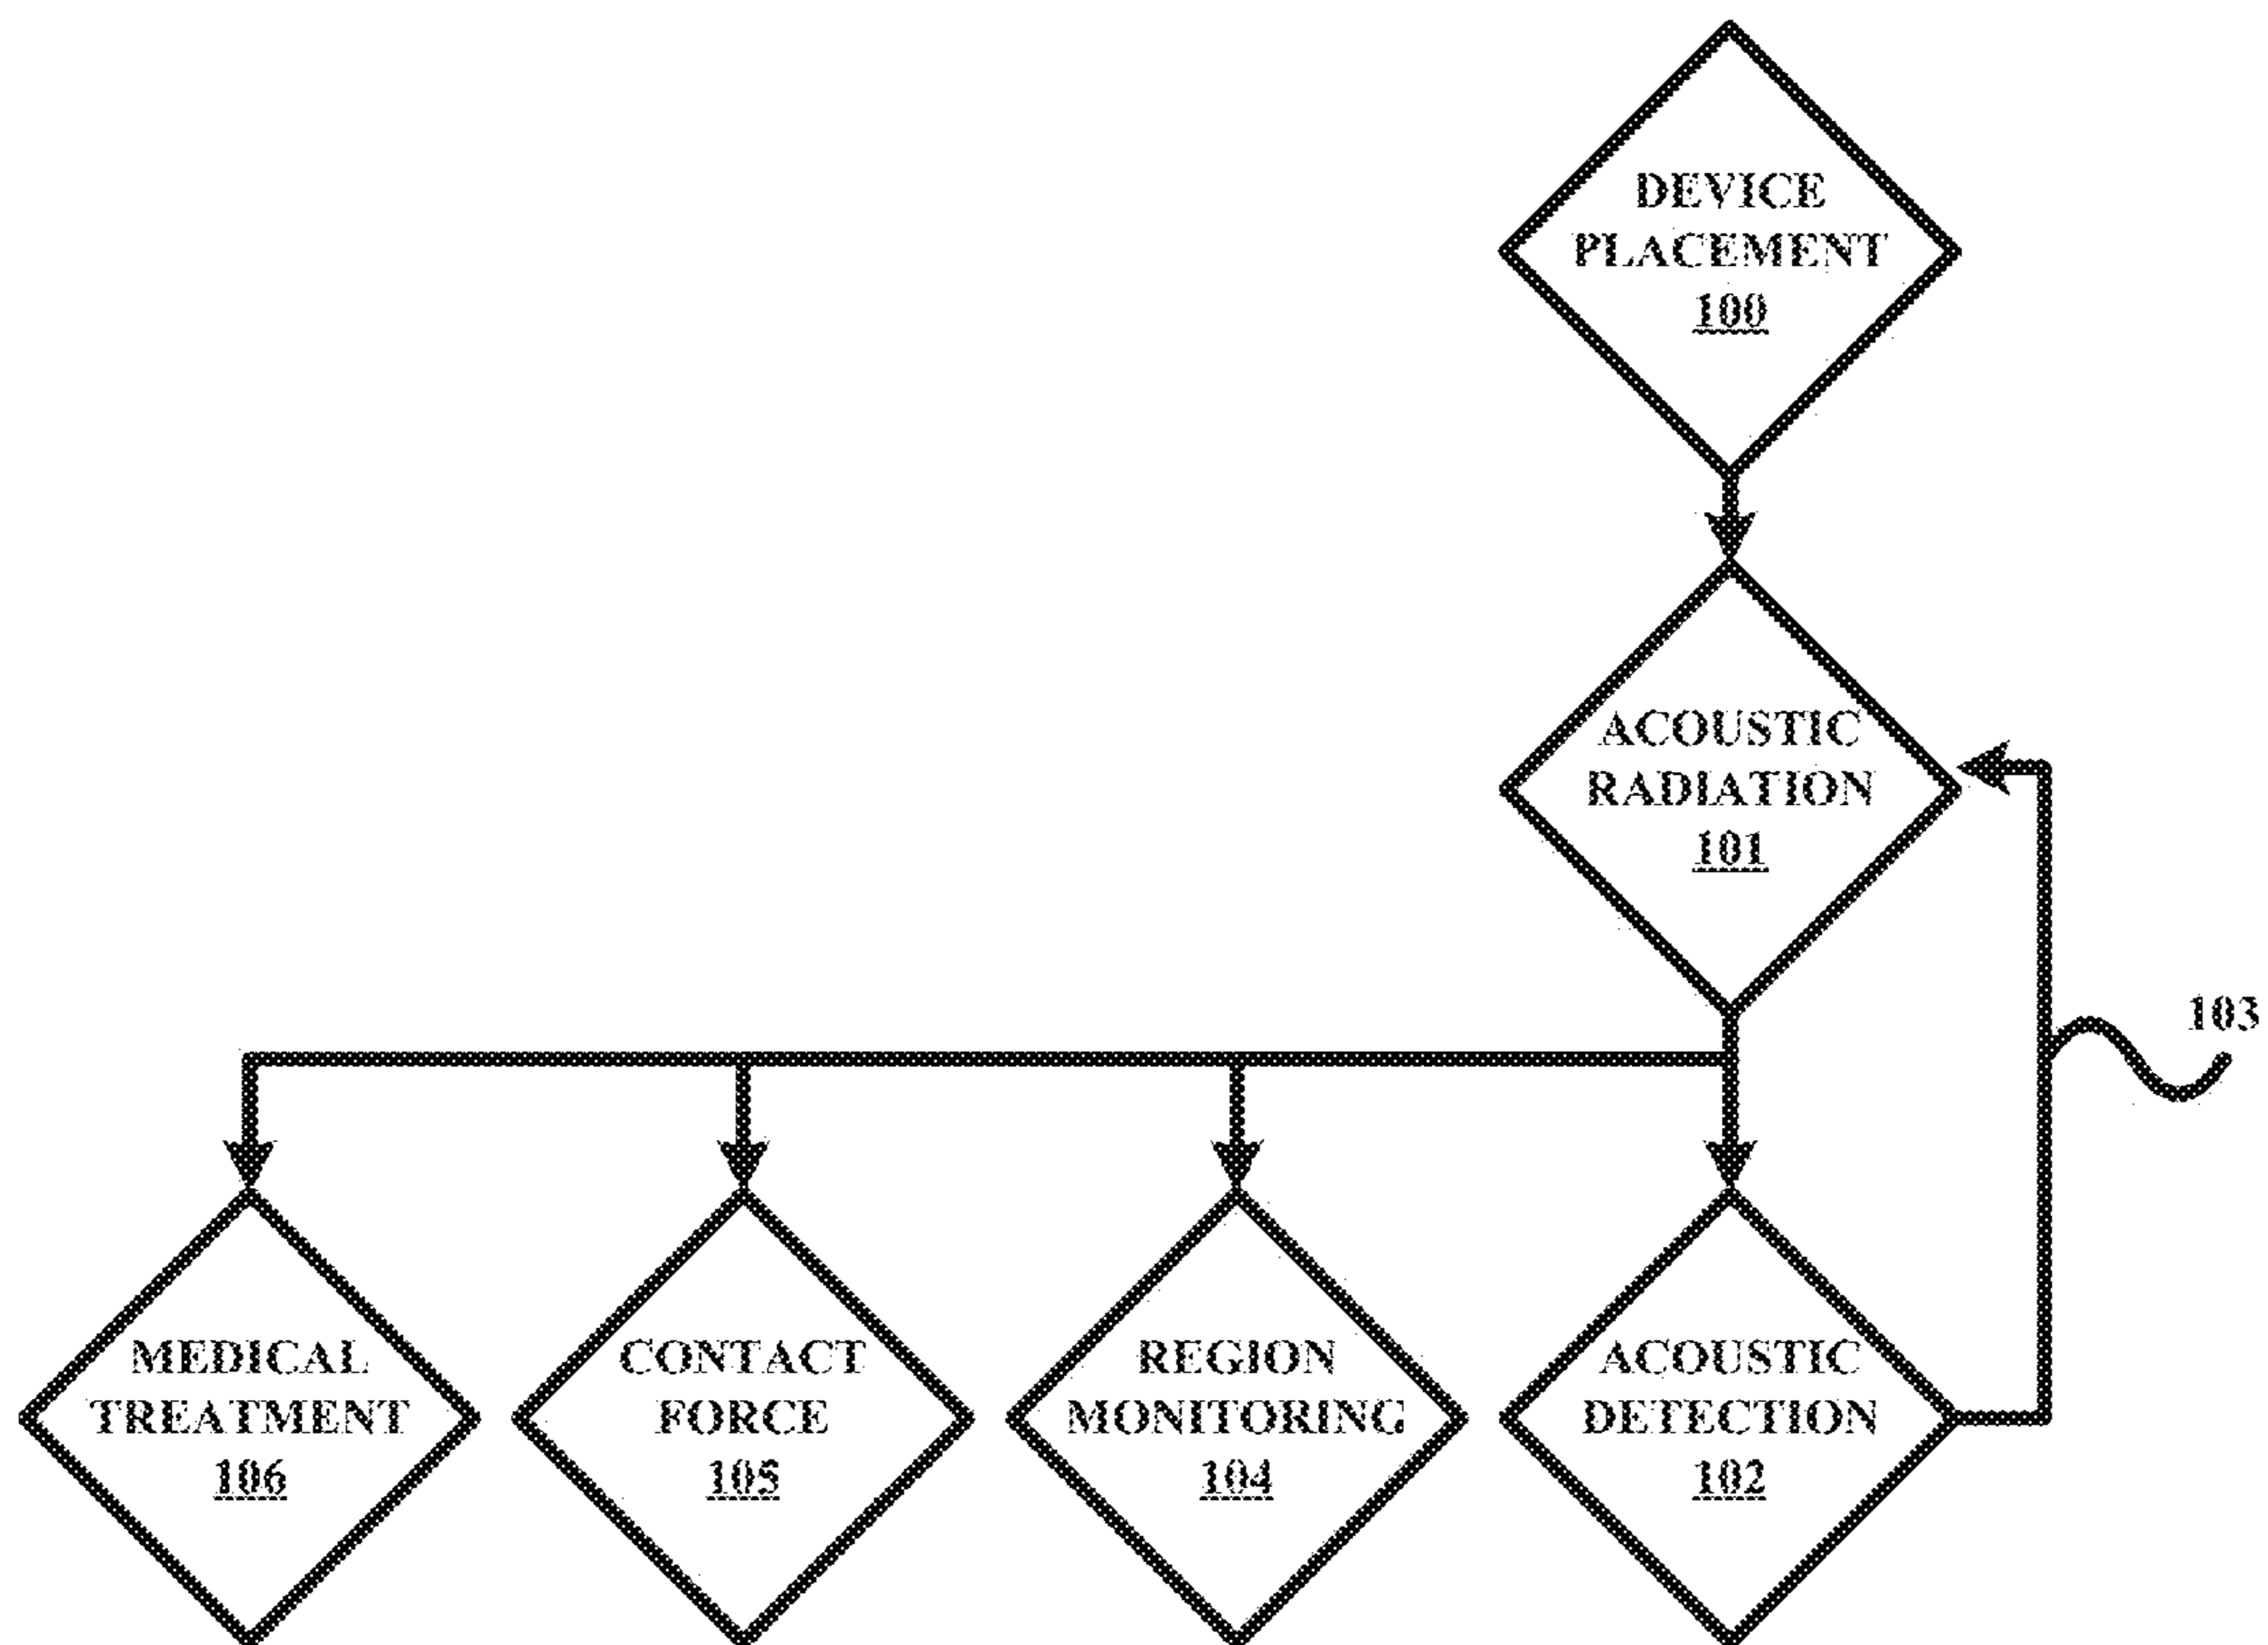 DEVICE
PLACEMENT
100
ACOUSTIC
RADIATION
101
103
MEDICAL
TREATMENT
106
CONTACT
FORCE
105
REGION
MONITORING
104
ACOUSTIC
DETECTION
102